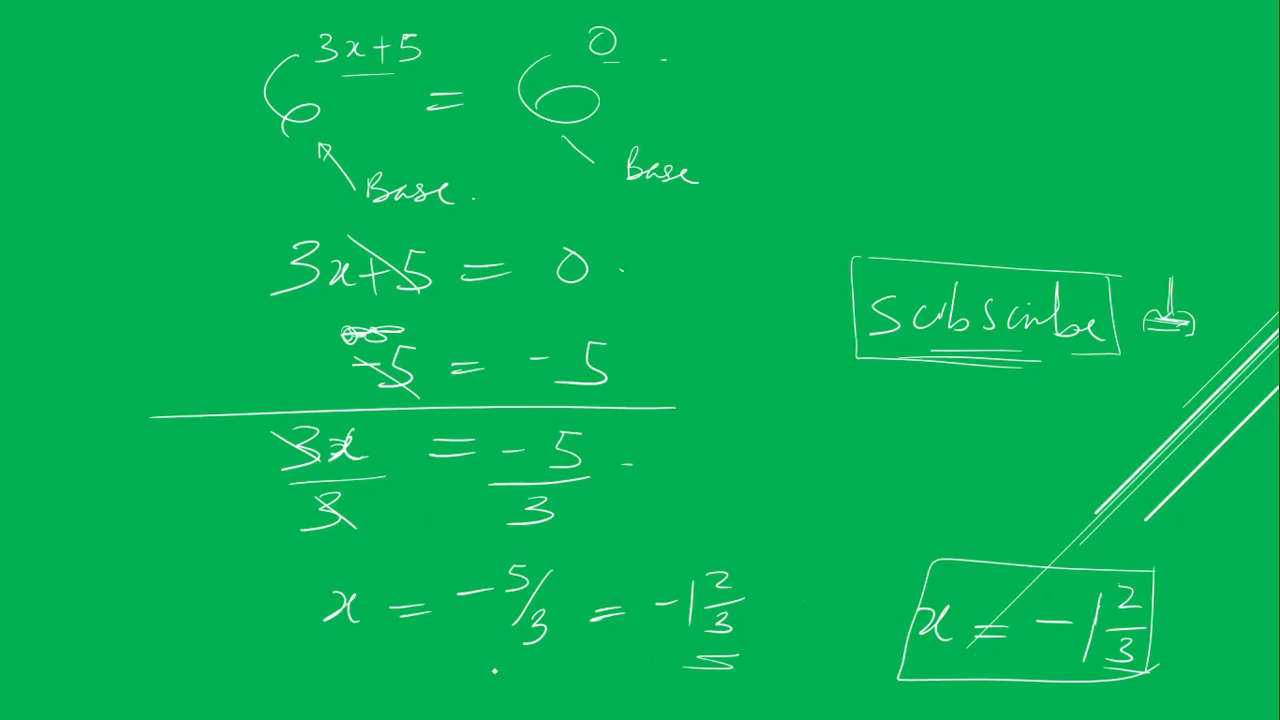 6^{3x+5} = 6^0 .
Base . Base
3x+5 = 0 .
-5 = -5
3x/3 = -5/3
x = -5/3 = -1 2/3
subscribe
x = -1 2/3